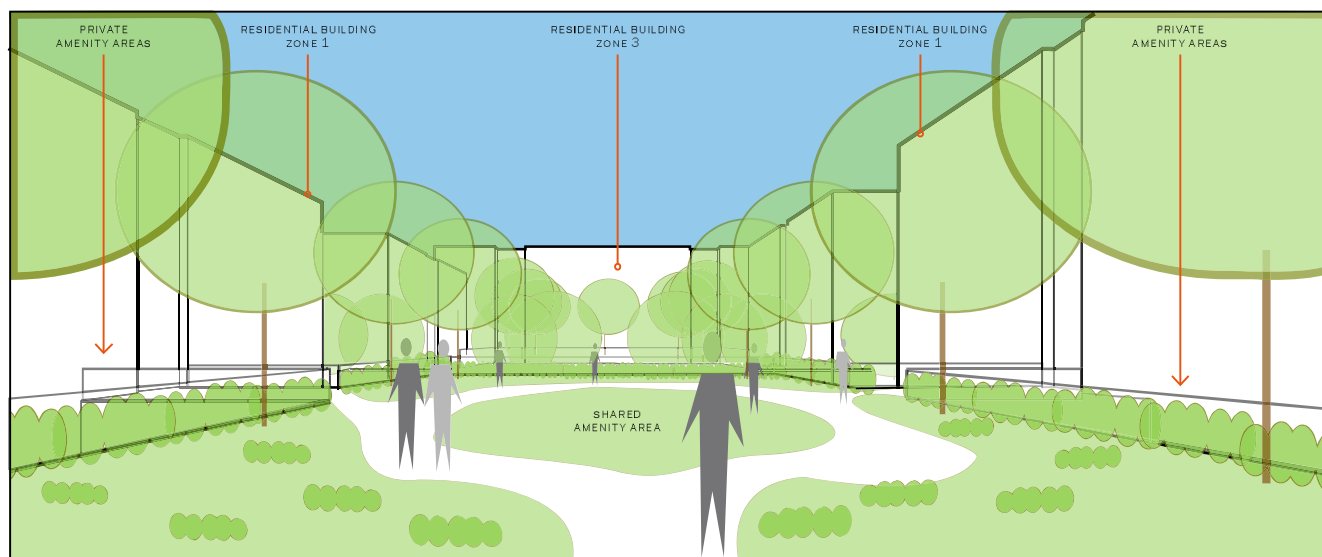 PRIVATE
AMENITY AREAS
RESIDENTIAL BUILDING
ZONE 1
RESIDENTIAL BUILDING
ZONE 3
RESIDENTIAL BUILDING
ZONE 1
PRIVATE
AMENITY AREAS
SHARED
AMENITY AREA